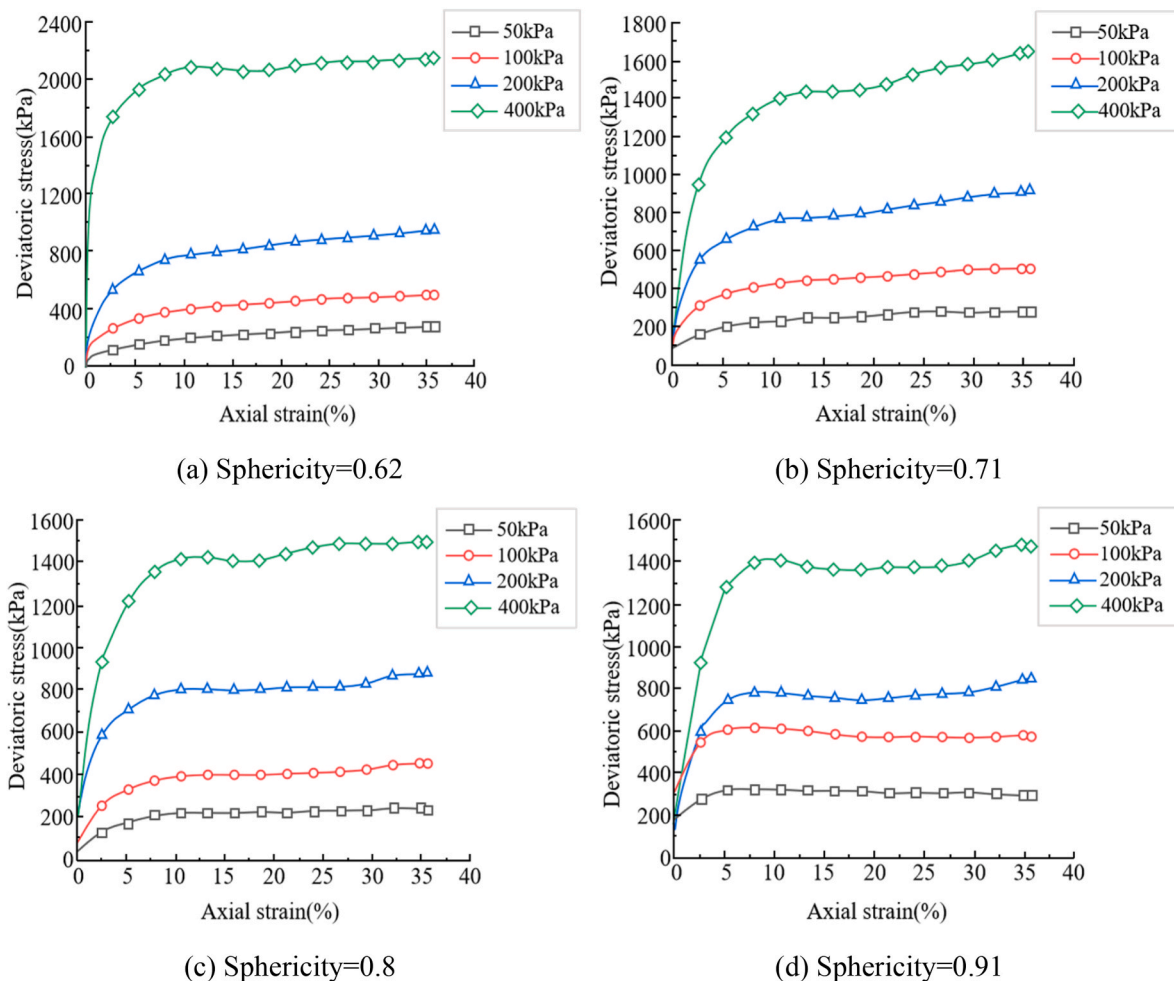 2400
2000
1600
1200
800
400
0
Deviatoric stress(kPa)
0 5 10 15 20 25 30 35 40
Axial strain(%)
50kPa
100kPa
200kPa
400kPa
(a) Sphericity=0.62
1800
1600
1400
1200
1000
800
600
400
200
0
Deviatoric stress(kPa)
0 5 10 15 20 25 30 35 40
Axial strain(%)
50kPa
100kPa
200kPa
400kPa
(b) Sphericity=0.71
1600
1400
1200
1000
800
600
400
200
0
Deviatoric stress(kPa)
0 5 10 15 20 25 30 35 40
Axial strain(%)
50kPa
100kPa
200kPa
400kPa
(c) Sphericity=0.8
1600
1400
1200
1000
800
600
400
200
0
Deviatoric stress(kPa)
0 5 10 15 20 25 30 35 40
Axial strain(%)
50kPa
100kPa
200kPa
400kPa
(d) Sphericity=0.91